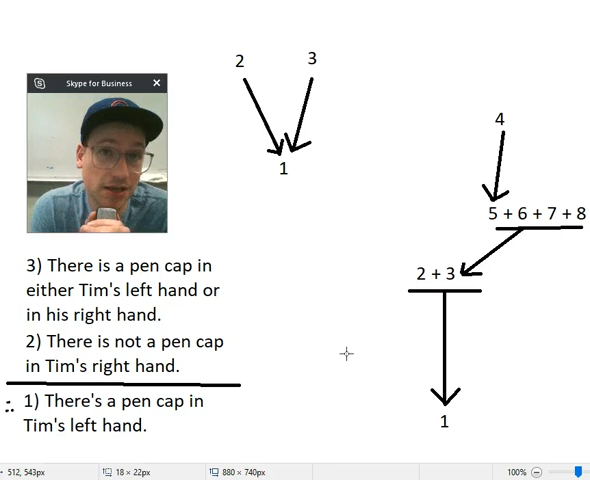 Skype for Business
2 3
1
4
5 + 6 + 7 + 8
2 + 3
1
3) There is a pen cap in
either Tim's left hand or
in his right hand.
2) There is not a pen cap
in Tim's right hand.
∴ 1) There's a pen cap in
Tim's left hand.
512, 543px 18 × 22px 880 × 740px 100%